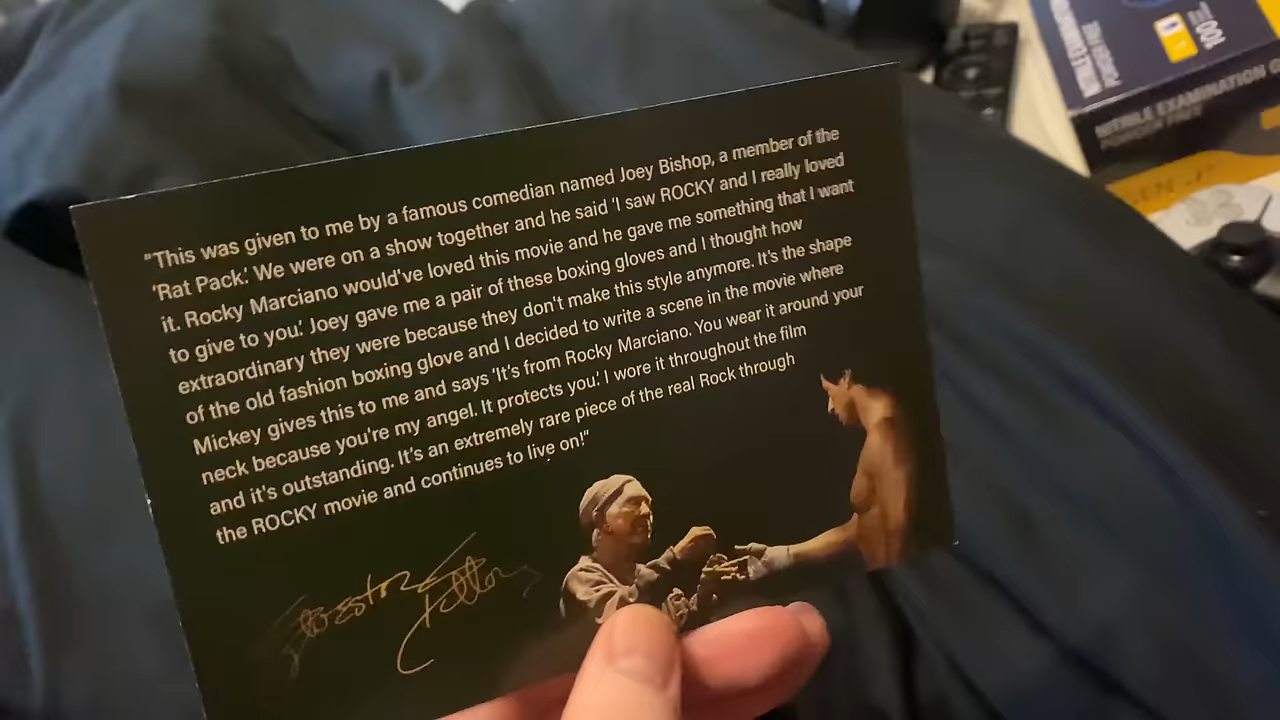 "This was given to me by a famous comedian named Joey Bishop, a member of the
'Rat Pack'. We were on a show together and he said 'I saw ROCKY and I really loved
it. Rocky Marciano would've loved this movie and he gave me something that I want
to give to you'. Joey gave me a pair of these boxing gloves and I thought how
extraordinary they were because they don't make this style anymore. It's the shape
of the old fashion boxing glove and I decided to write a scene in the movie where
Mickey gives this to me and says 'It's from Rocky Marciano. You wear it around your
neck because you're my angel. It protects you.' I wore it throughout the film
and it's outstanding. It's an extremely rare piece of the real Rock through
the ROCKY movie and continues to live on!"
100
NITRILE EXAMINATION G
POWDER FREE